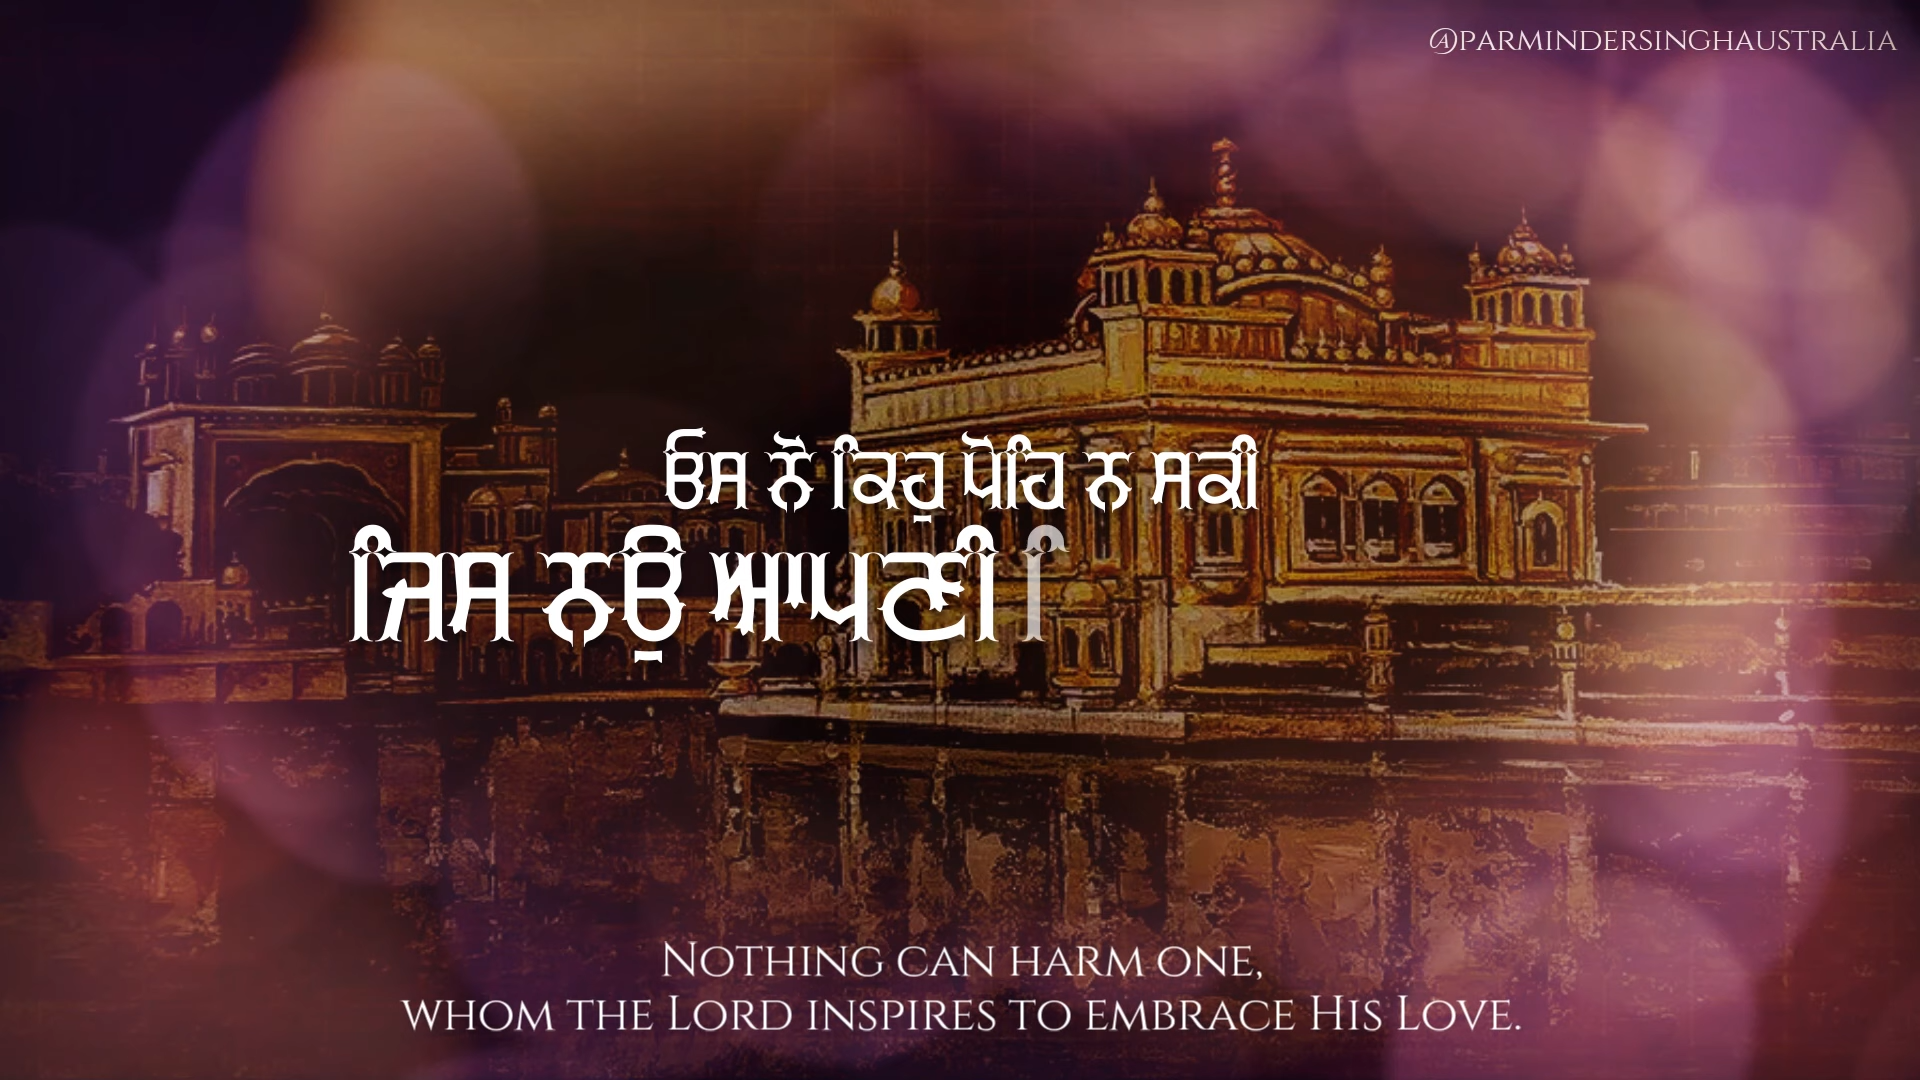 @PARMINDERSINGHAUSTRALIA
ਓਸ ਨੋ ਕਿਹੁ ਪੋਹਿ ਨ ਸਕੀ
ਜਿਸ ਨਉ ਆਪਣੀ
NOTHING CAN HARM ONE,
WHOM THE LORD INSPIRES TO EMBRACE HIS LOVE.